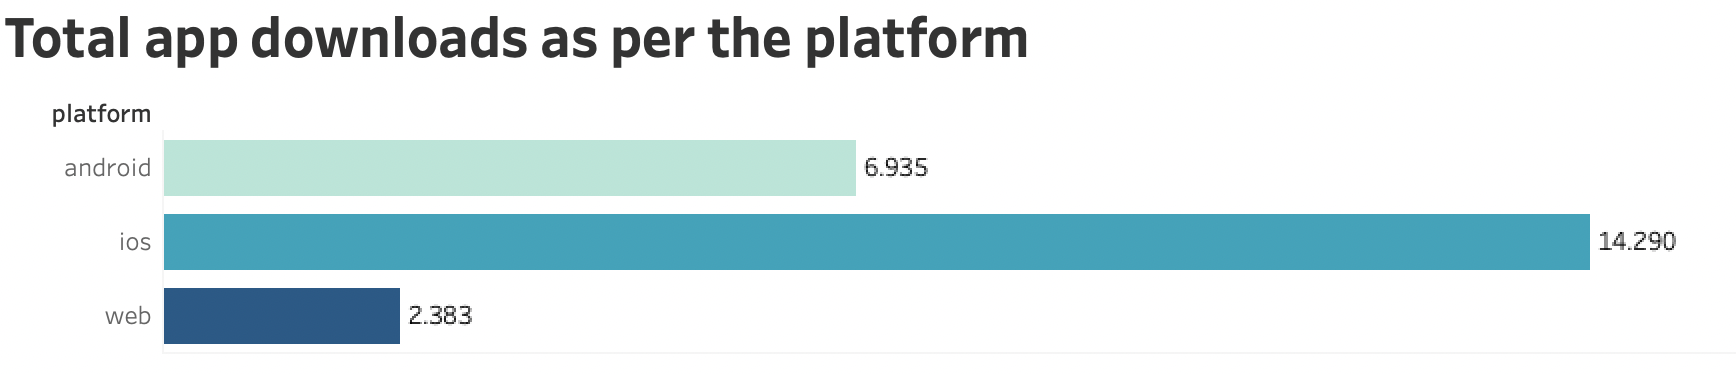 Total app downloads as per the platform
platform
android 6.935
ios 14.290
web 2.383